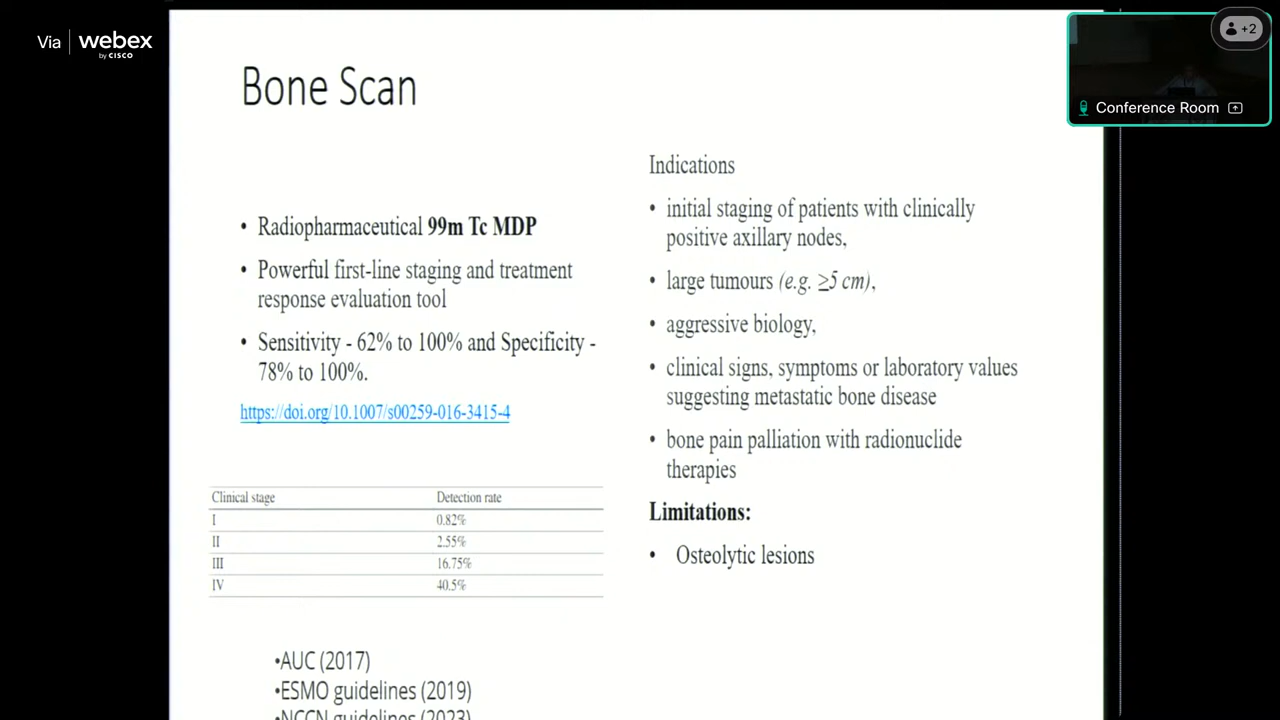 Via webex
by CISCO
+2
Conference Room
Bone Scan
• Radiopharmaceutical 99m Tc MDP
• Powerful first-line staging and treatment
response evaluation tool
• Sensitivity - 62% to 100% and Specificity -
78% to 100%.
https://doi.org/10.1007/s00259-016-3415-4
Clinical stage Detection rate
I 0.82%
II 2.55%
III 16.75%
IV 40.5%
•AUC (2017)
•ESMO guidelines (2019)
•NCCN guidelines (2023)
Indications
• initial staging of patients with clinically
positive axillary nodes,
• large tumours (e.g. ≥5 cm),
• aggressive biology,
• clinical signs, symptoms or laboratory values
suggesting metastatic bone disease
• bone pain palliation with radionuclide
therapies
Limitations:
• Osteolytic lesions